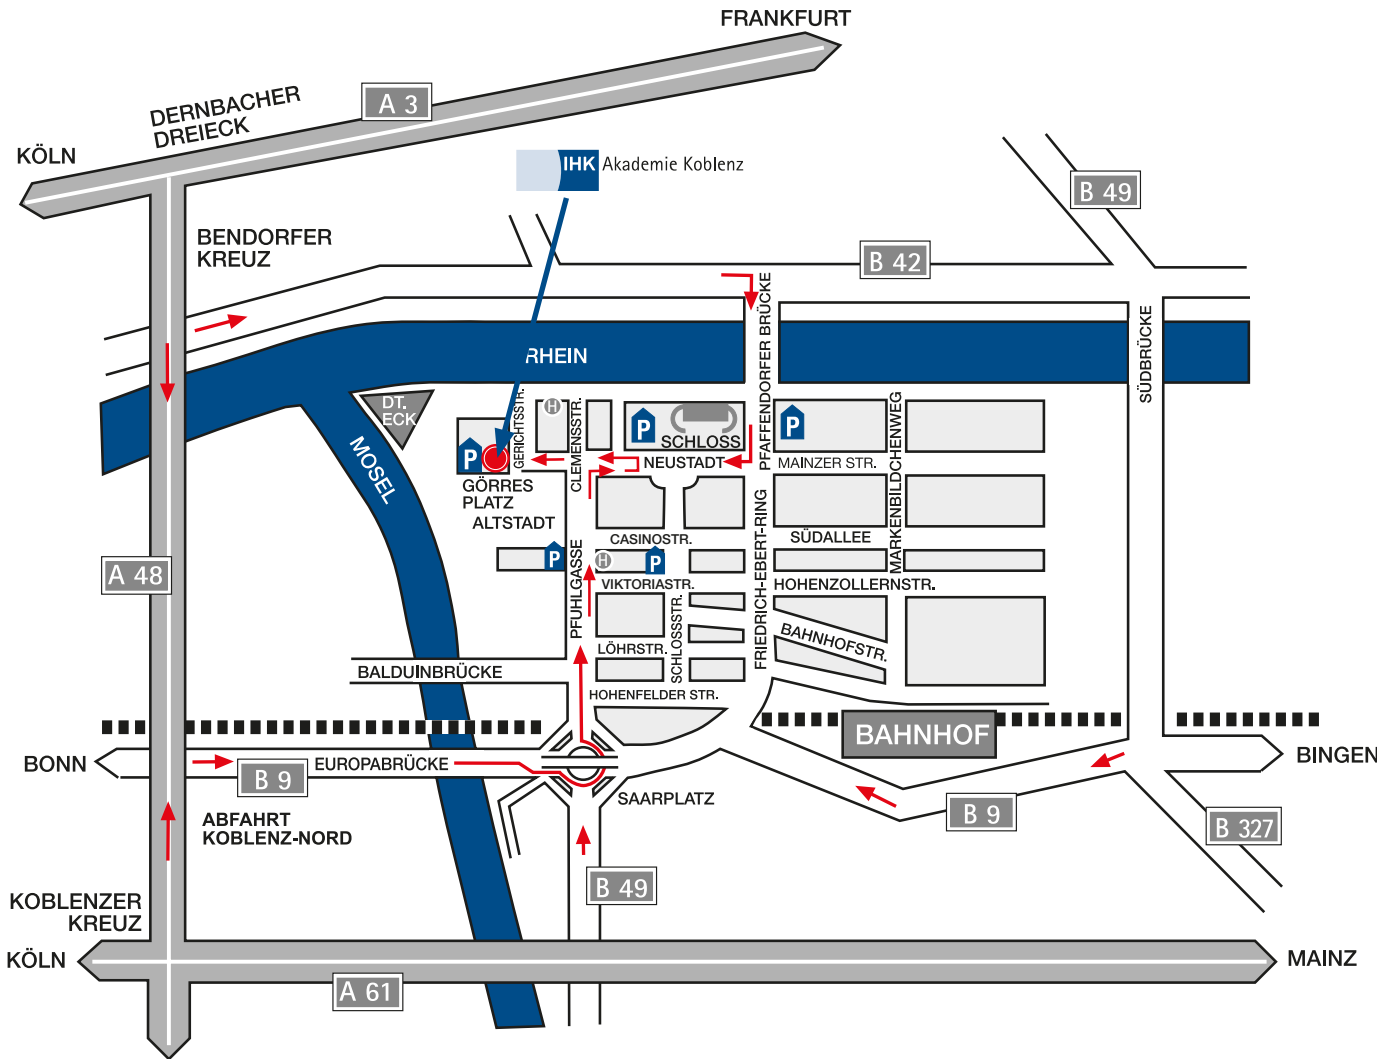 FRANKFURT
A 3
DERNBACHER
DREIECK
KÖLN
IHK Akademie Koblenz
B 49
BENDORFER
KREUZ
B 42
PFAFFENDORFER BRÜCKE
SÜDBRÜCKE
RHEIN
DT.
ECK
MOSEL
GERICHTSSTR.
H
CLEMENSSTR.
P
SCHLOSS
P
MARKENBILDCHENWEG
P
NEUSTADT
MAINZER STR.
GÖRRES
PLATZ
ALTSTADT
CASINOSTR.
SÜDALLEE
FRIEDRICH-EBERT-RING
P
H
P
PFUHLGASSE
VIKTORIASTR.
HOHENZOLLERNSTR.
A 48
SCHLOSSSTR.
BAHNHOFSTR.
LÖHRSTR.
BALDUINBRÜCKE
HOHENFELDER STR.
BAHNHOF
BONN
B 9
EUROPABRÜCKE
BINGEN
SAARPLATZ
B 9
B 327
ABFAHRT
KOBLENZ-NORD
B 49
KOBLENZER
KREUZ
KÖLN
MAINZ
A 61